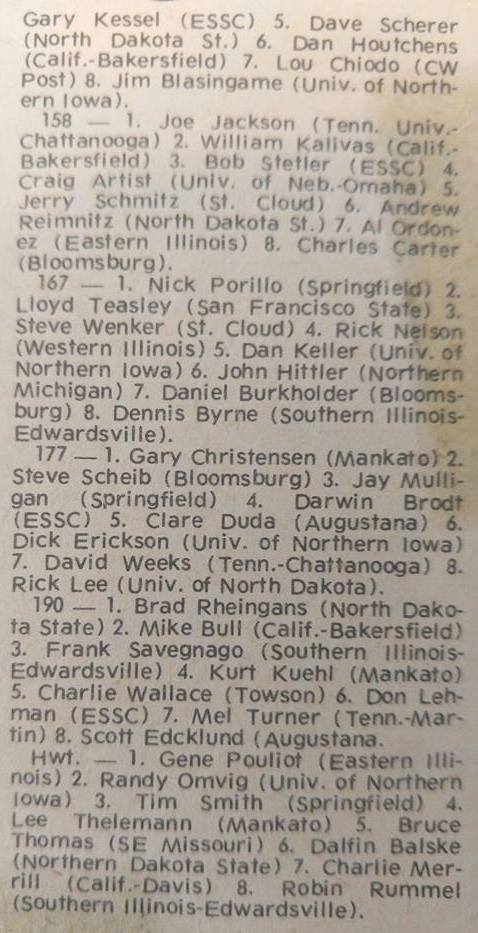 Gary Kessel (ESSC) 5. Dave Scherer
(North Dakota St.) 6. Dan Houtchens
(Calif.-Bakersfield) 7. Lou Chiodo (CW
Post) 8. Jim Blasingame (Univ. of North-
ern Iowa).
158 — 1. Joe Jackson (Tenn. Univ.-
Chattanooga) 2. William Kalivas (Calif.-
Bakersfield) 3. Bob Stetler (ESSC) 4.
Craig Artist (Univ. of Neb.-Omaha) 5.
Jerry Schmitz (St. Cloud) 6. Andrew
Reimnitz (North Dakota St.) 7. Al Ordon-
ez (Eastern Illinois) 8. Charles Carter
(Bloomsburg).
167 — 1. Nick Porillo (Springfield) 2.
Lloyd Teasley (San Francisco State) 3.
Steve Wenker (St. Cloud) 4. Rick Nelson
(Western Illinois) 5. Dan Keller (Univ. of
Northern Iowa) 6. John Hittler (Northern
Michigan) 7. Daniel Burkholder (Blooms-
burg) 8. Dennis Byrne (Southern Illinois-
Edwardsville).
177 — 1. Gary Christensen (Mankato) 2.
Steve Scheib (Bloomsburg) 3. Jay Mulli-
gan (Springfield) 4. Darwin Brodt
(ESSC) 5. Clare Duda (Augustana) 6.
Dick Erickson (Univ. of Northern Iowa)
7. David Weeks (Tenn.-Chattanooga) 8.
Rick Lee (Univ. of North Dakota).
190 — 1. Brad Rheingans (North Dako-
ta State) 2. Mike Bull (Calif.-Bakersfield)
3. Frank Savegnago (Southern Illinois-
Edwardsville) 4. Kurt Kuehl (Mankato)
5. Charlie Wallace (Towson) 6. Don Leh-
man (ESSC) 7. Mel Turner (Tenn.-Mar-
tin) 8. Scott Edcklund (Augustana.
Hwt. — 1. Gene Pouliot (Eastern Illi-
nois) 2. Randy Omvig (Univ. of Northern
Iowa) 3. Tim Smith (Springfield) 4.
Lee Thelemann (Mankato) 5. Bruce
Thomas (SE Missouri) 6. Dalfin Balske
(Northern Dakota State) 7. Charlie Mer-
rill (Calif.-Davis) 8. Robin Rummel
(Southern Illinois-Edwardsville).